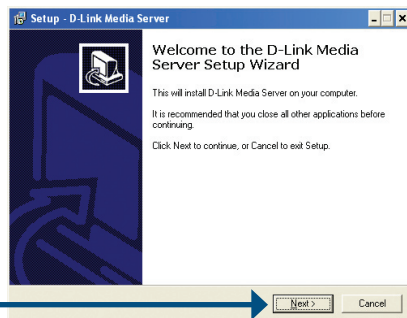 Setup - D-Link Media Server
Welcome to the D-Link Media
Server Setup Wizard
This will install D-Link Media Server on your computer.
It is recommended that you close all other applications before
continuing.
Click Next to continue, or Cancel to exit Setup.
Next >
Cancel